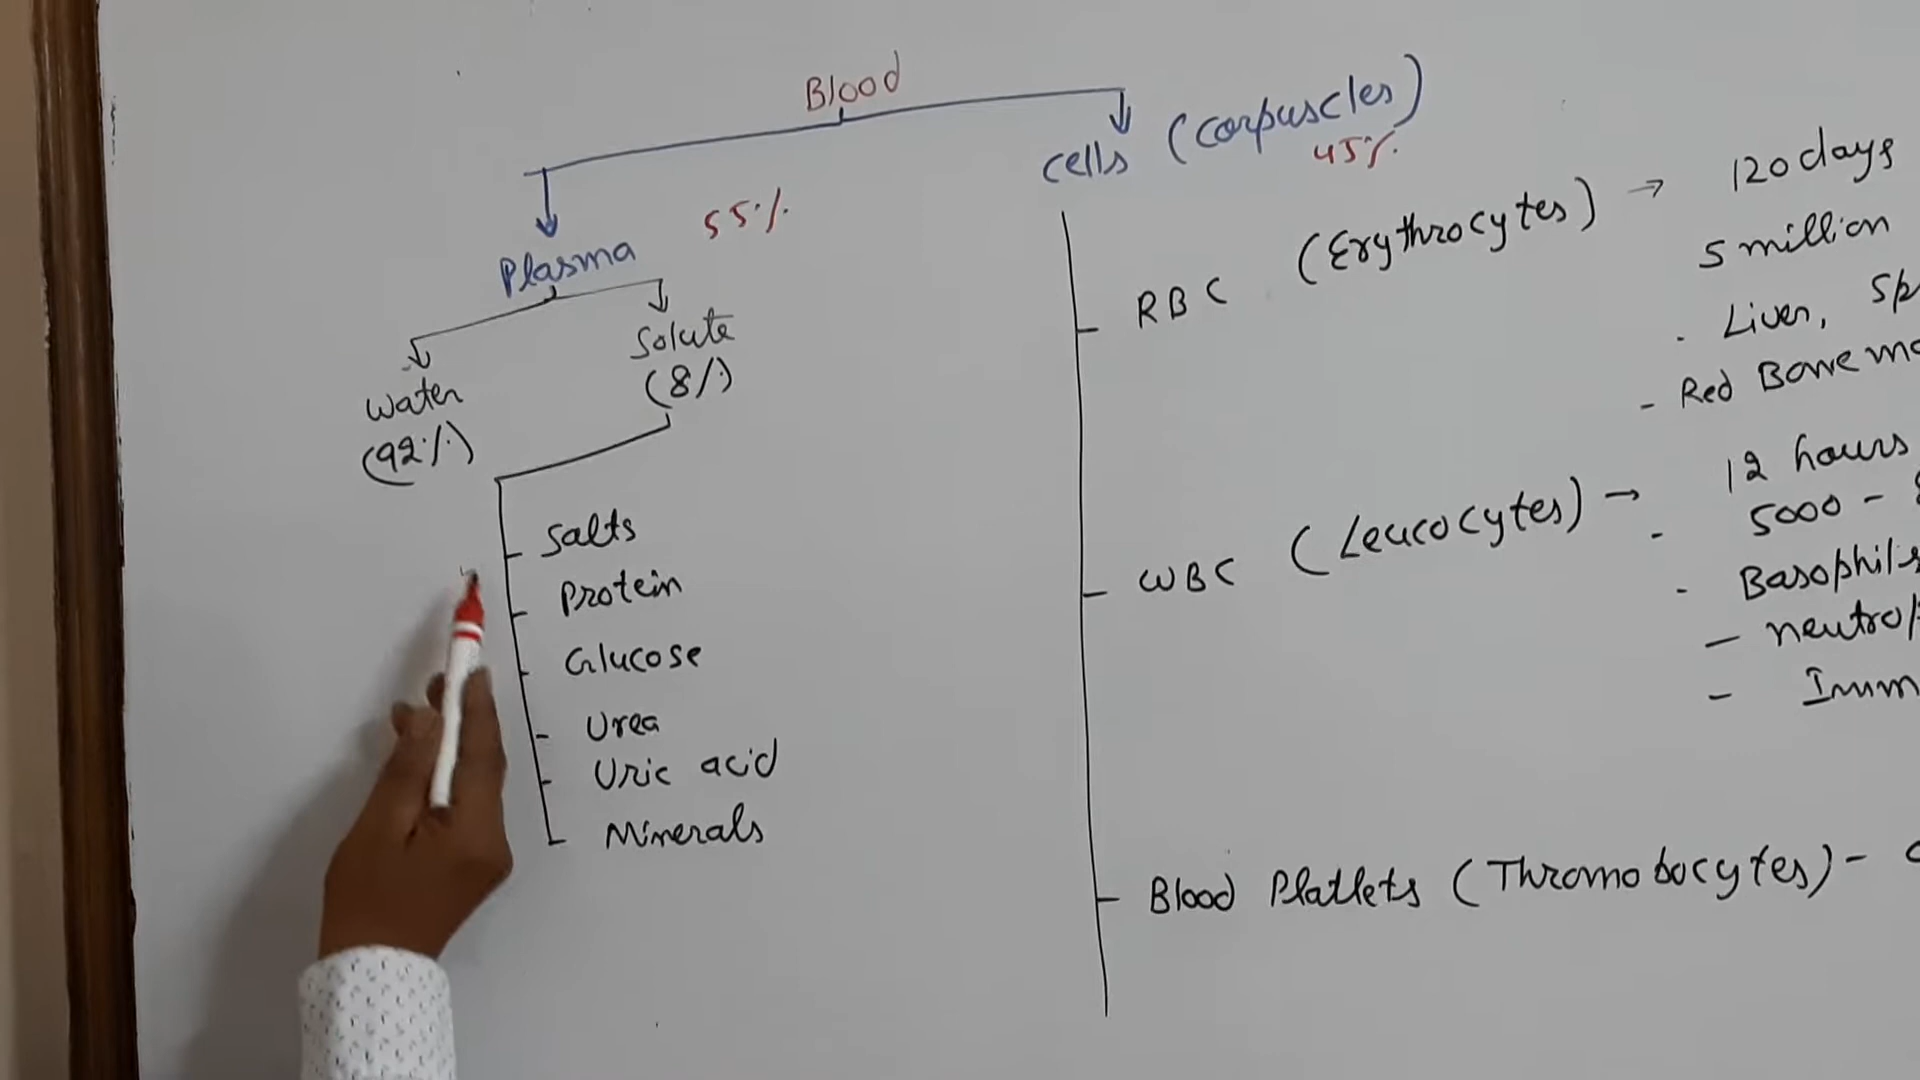 Blood
Plasma 55%
Water
(92%)
Solute
(8%)
Salts
Protein
Glucose
Urea
Uric acid
Minerals
Cells (Corpuscles)
45%
RBC (Erythrocytes) → 120 days
5 million
. Liver,
- Red Bone
WBC (Leucocytes) → 12 hours
- 5000 -
- Basophils
-
-
Blood Platlets (Thromobocytes) -